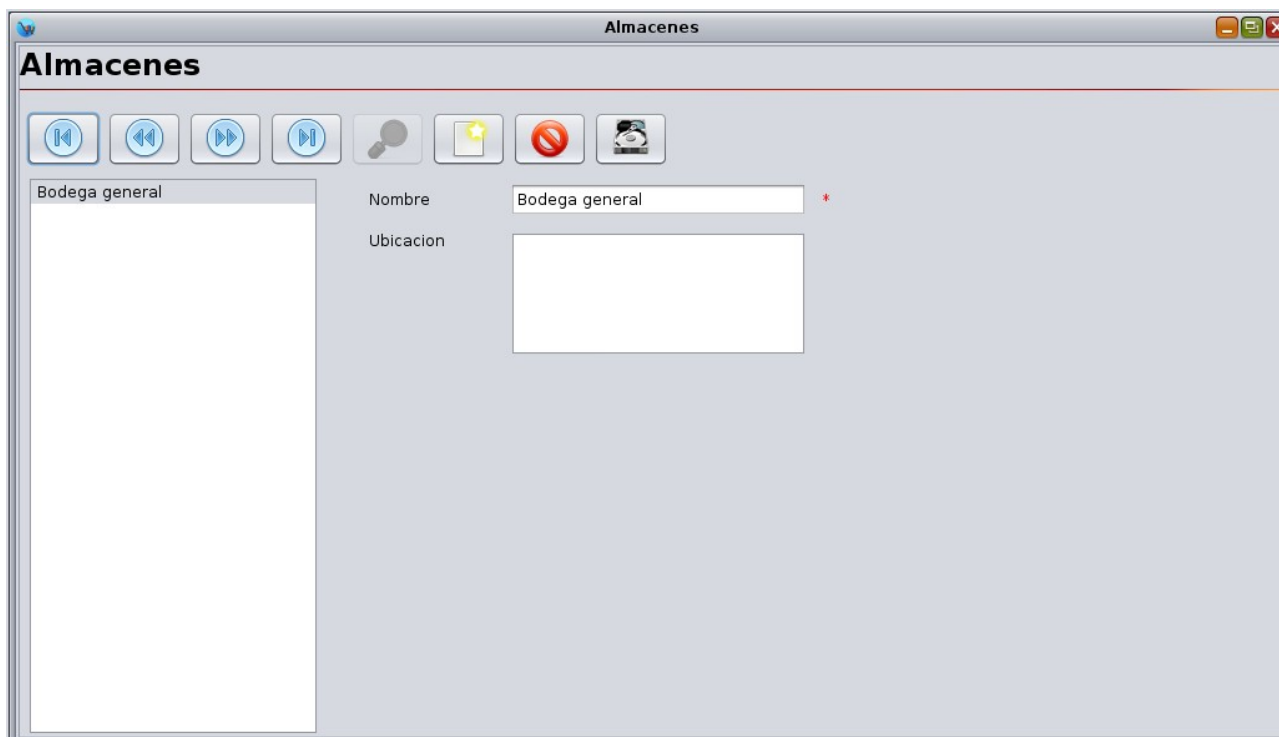 Almacenes
Almacenes
Bodega general
Nombre
Bodega general
*
Ubicacion